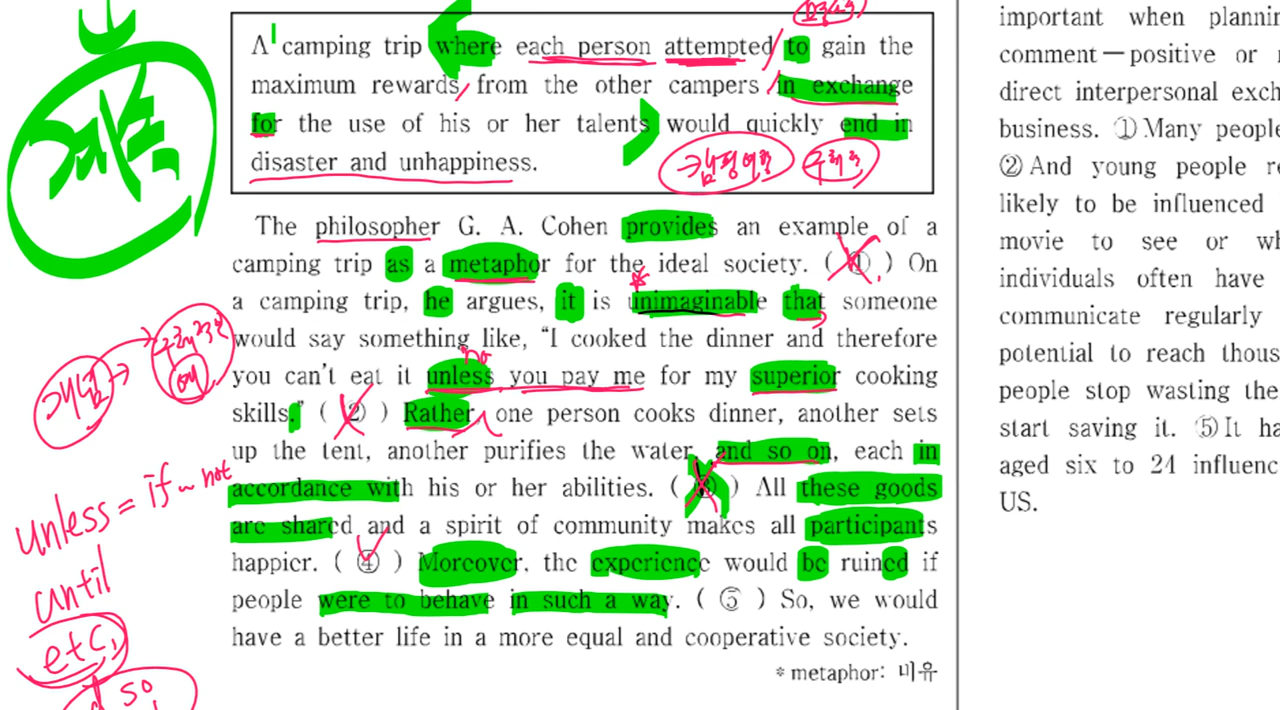 A camping trip where each person attempted to gain the
maximum rewards from the other campers in exchange
for the use of his or her talents would quickly end in
disaster and unhappiness.
감정연관
The philosopher G. A. Cohen provides an example of a
camping trip as a metaphor for the ideal society. ( ① ) On
a camping trip, he argues, it is unimaginable that someone
would say something like, “I cooked the dinner and therefore
no
you can’t eat it unless you pay me for my superior cooking
skills.” ( ② ) Rather, one person cooks dinner, another sets
up the tent, another purifies the water, and so on, each in
accordance with his or her abilities. ( ③ ) All these goods
are shared and a spirit of community makes all participants
happier. ( ④ ) Moreover, the experience would be ruined if
people were to behave in such a way. ( ⑤ ) So, we would
have a better life in a more equal and cooperative society.
* metaphor: 비유
개념
예
unless = if ~ not
until
etc,
so
important when plannin
comment — positive or n
direct interpersonal exch
business. ① Many people
② And young people re
likely to be influenced
movie to see or wh
individuals often have
communicate regularly
potential to reach thous
people stop wasting the
start saving it. ⑤ It ha
aged six to 24 influenc
US.